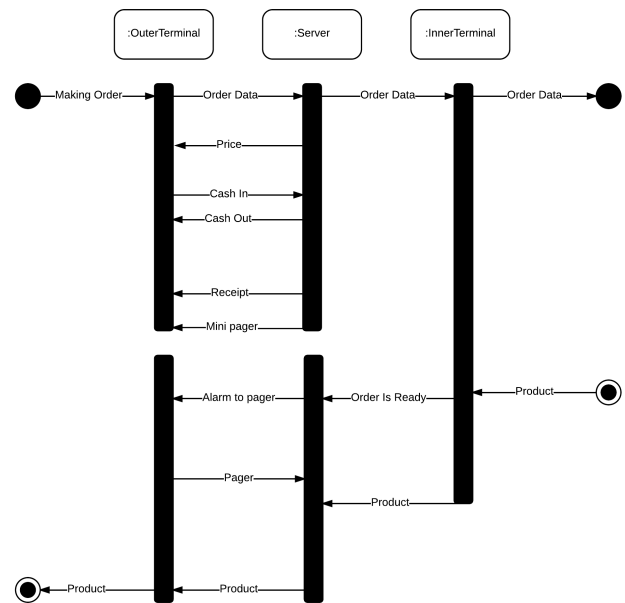 :OuterTerminal
:Server
:InnerTerminal
Making Order
Order Data
Order Data
Order Data
Price
Cash In
Cash Out
Receipt
Mini pager
Product
Alarm to pager
Order Is Ready
Pager
Product
Product
Product